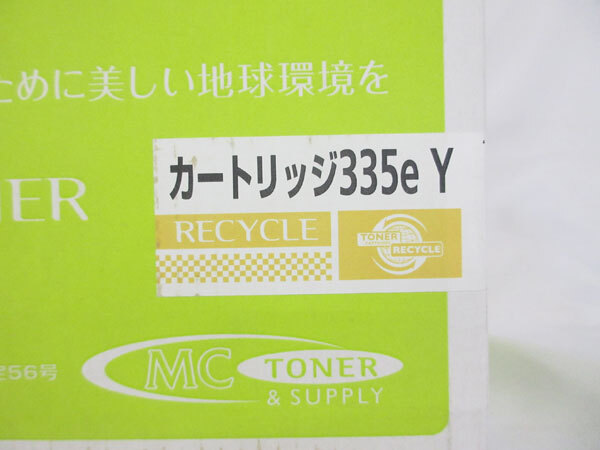 ために美しい地球環境を
カートリッジ335e Y
NER
RECYCLE
TONER
CARTRIDGE
RECYCLE
56号
MC TONER
& SUPPLY